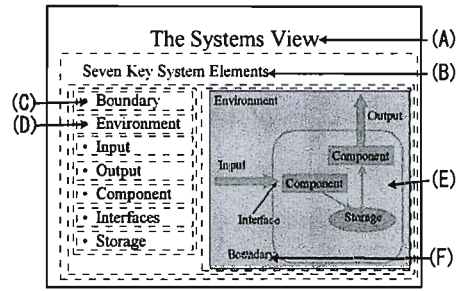 The Systems View (A)
Seven Key System Elements (B)
(C) • Boundary
(D) • Environment
• Input
• Output
• Component
• Interfaces
• Storage
Environment
Output
Component
Input
Component
(E)
Interface
Storage
Boundary (F)